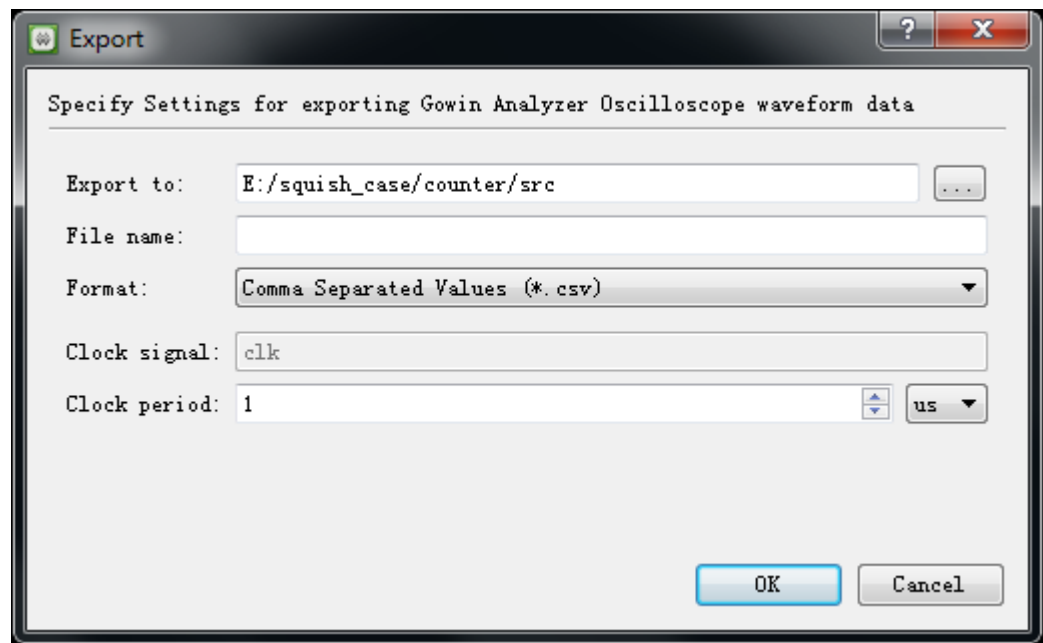 Export
Specify Settings for exporting Gowin Analyzer Oscilloscope waveform data
Export to: E:/squish_case/counter/src ...
File name:
Format: Comma Separated Values (*.csv)
Clock signal: clk
Clock period: 1 us
OK Cancel